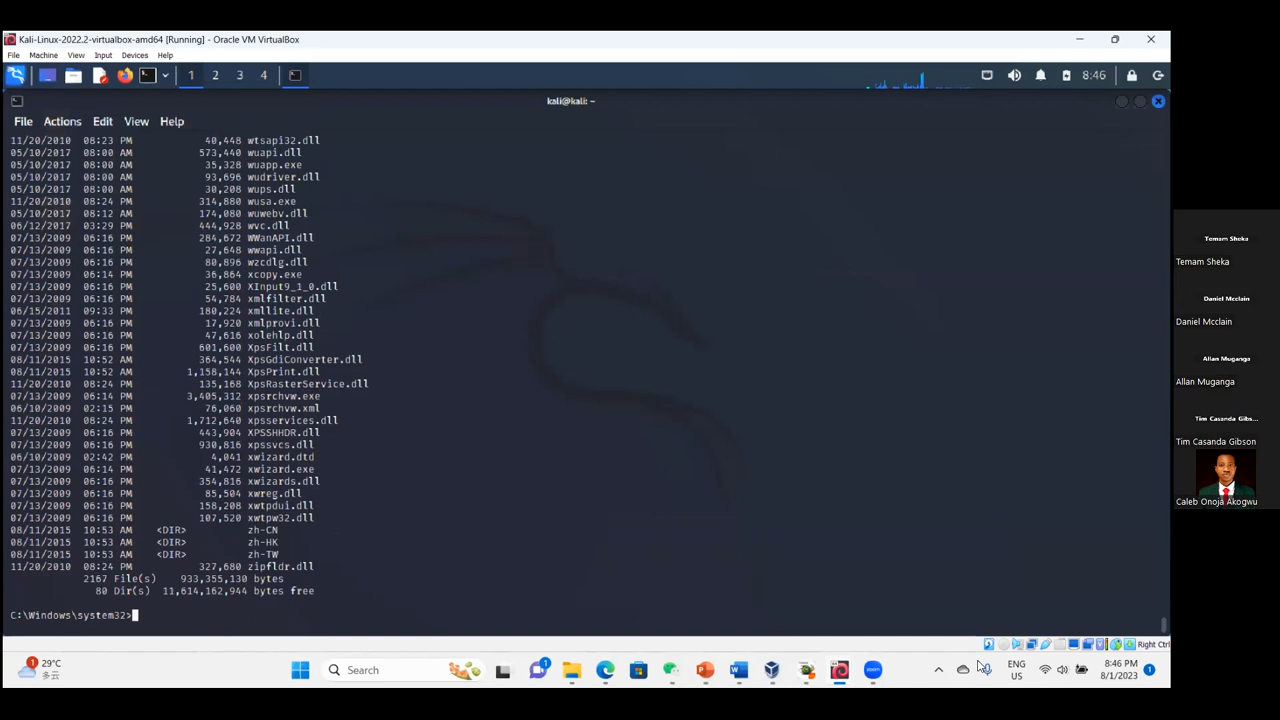 Kali-Linux-2022.2-virtualbox-amd64 [Running] - Oracle VM VirtualBox
File Machine View Input Devices Help
1 2 3 4 8:46
kali@kali: ~
File Actions Edit View Help
11/20/2010 08:23 PM 40,448 wtsapi32.dll
05/10/2017 08:00 AM 573,440 wuapi.dll
05/10/2017 08:00 AM 35,328 wuapp.exe
05/10/2017 08:00 AM 93,696 wudriver.dll
05/10/2017 08:00 AM 30,208 wups.dll
11/20/2010 08:24 PM 314,880 wusa.exe
05/10/2017 08:12 AM 174,080 wuwebv.dll
06/12/2017 03:29 PM 444,928 wvc.dll
07/13/2009 06:16 PM 284,672 WWanAPI.dll
07/13/2009 06:16 PM 27,648 wwapi.dll
07/13/2009 06:16 PM 80,896 wzcdlg.dll
07/13/2009 06:14 PM 36,864 xcopy.exe
07/13/2009 06:16 PM 25,600 XInput9_1_0.dll
07/13/2009 06:16 PM 54,784 xmlfilter.dll
06/15/2011 09:33 PM 180,224 xmllite.dll
07/13/2009 06:16 PM 17,920 xmlprovi.dll
07/13/2009 06:16 PM 47,616 xolehlp.dll
07/13/2009 06:16 PM 601,600 XpsFilt.dll
08/11/2015 10:52 AM 364,544 XpsGdiConverter.dll
08/11/2015 10:52 AM 1,158,144 XpsPrint.dll
11/20/2010 08:24 PM 135,168 XpsRasterService.dll
07/13/2009 06:14 PM 3,405,312 xpsrchvw.exe
06/10/2009 02:15 PM 76,060 xpsrchvw.xml
11/20/2010 08:24 PM 1,712,640 xpsservices.dll
07/13/2009 06:16 PM 443,904 XPSSHHDR.dll
07/13/2009 06:16 PM 930,816 xpssvcs.dll
06/10/2009 02:42 PM 4,041 xwizard.dtd
07/13/2009 06:14 PM 41,472 xwizard.exe
07/13/2009 06:16 PM 354,816 xwizards.dll
07/13/2009 06:16 PM 85,504 xwreg.dll
07/13/2009 06:16 PM 158,208 xwtpdui.dll
07/13/2009 06:16 PM 107,520 xwtpw32.dll
08/11/2015 10:53 AM <DIR> zh-CN
08/11/2015 10:53 AM <DIR> zh-HK
08/11/2015 10:53 AM <DIR> zh-TW
11/20/2010 08:24 PM 327,680 zipfldr.dll
2167 File(s) 933,355,130 bytes
80 Dir(s) 11,614,162,944 bytes free
C:\Windows\system32>
Right Ctrl
1
29°C
多云
Search
1
ENG
US
8:46 PM
8/1/2023
1
Temam Sheka
Temam Sheka
Daniel Mcclain
Daniel Mcclain
Allan Muganga
Allan Muganga
Tim Casanda Gibs...
Tim Casanda Gibson
Caleb Onoja Akogwu